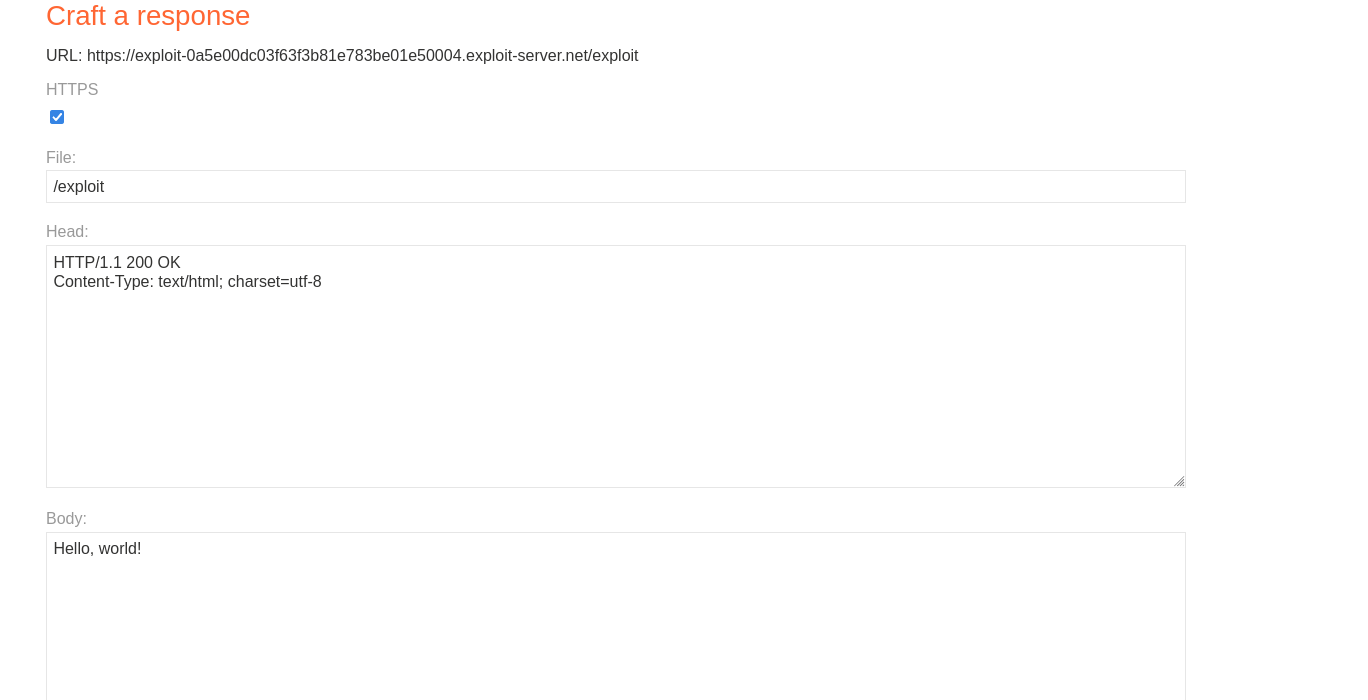 Craft a response
URL: https://exploit-0a5e00dc03f63f3b81e783be01e50004.exploit-server.net/exploit
HTTPS
File:
/exploit
Head:
HTTP/1.1 200 OK
Content-Type: text/html; charset=utf-8
Body:
Hello, world!